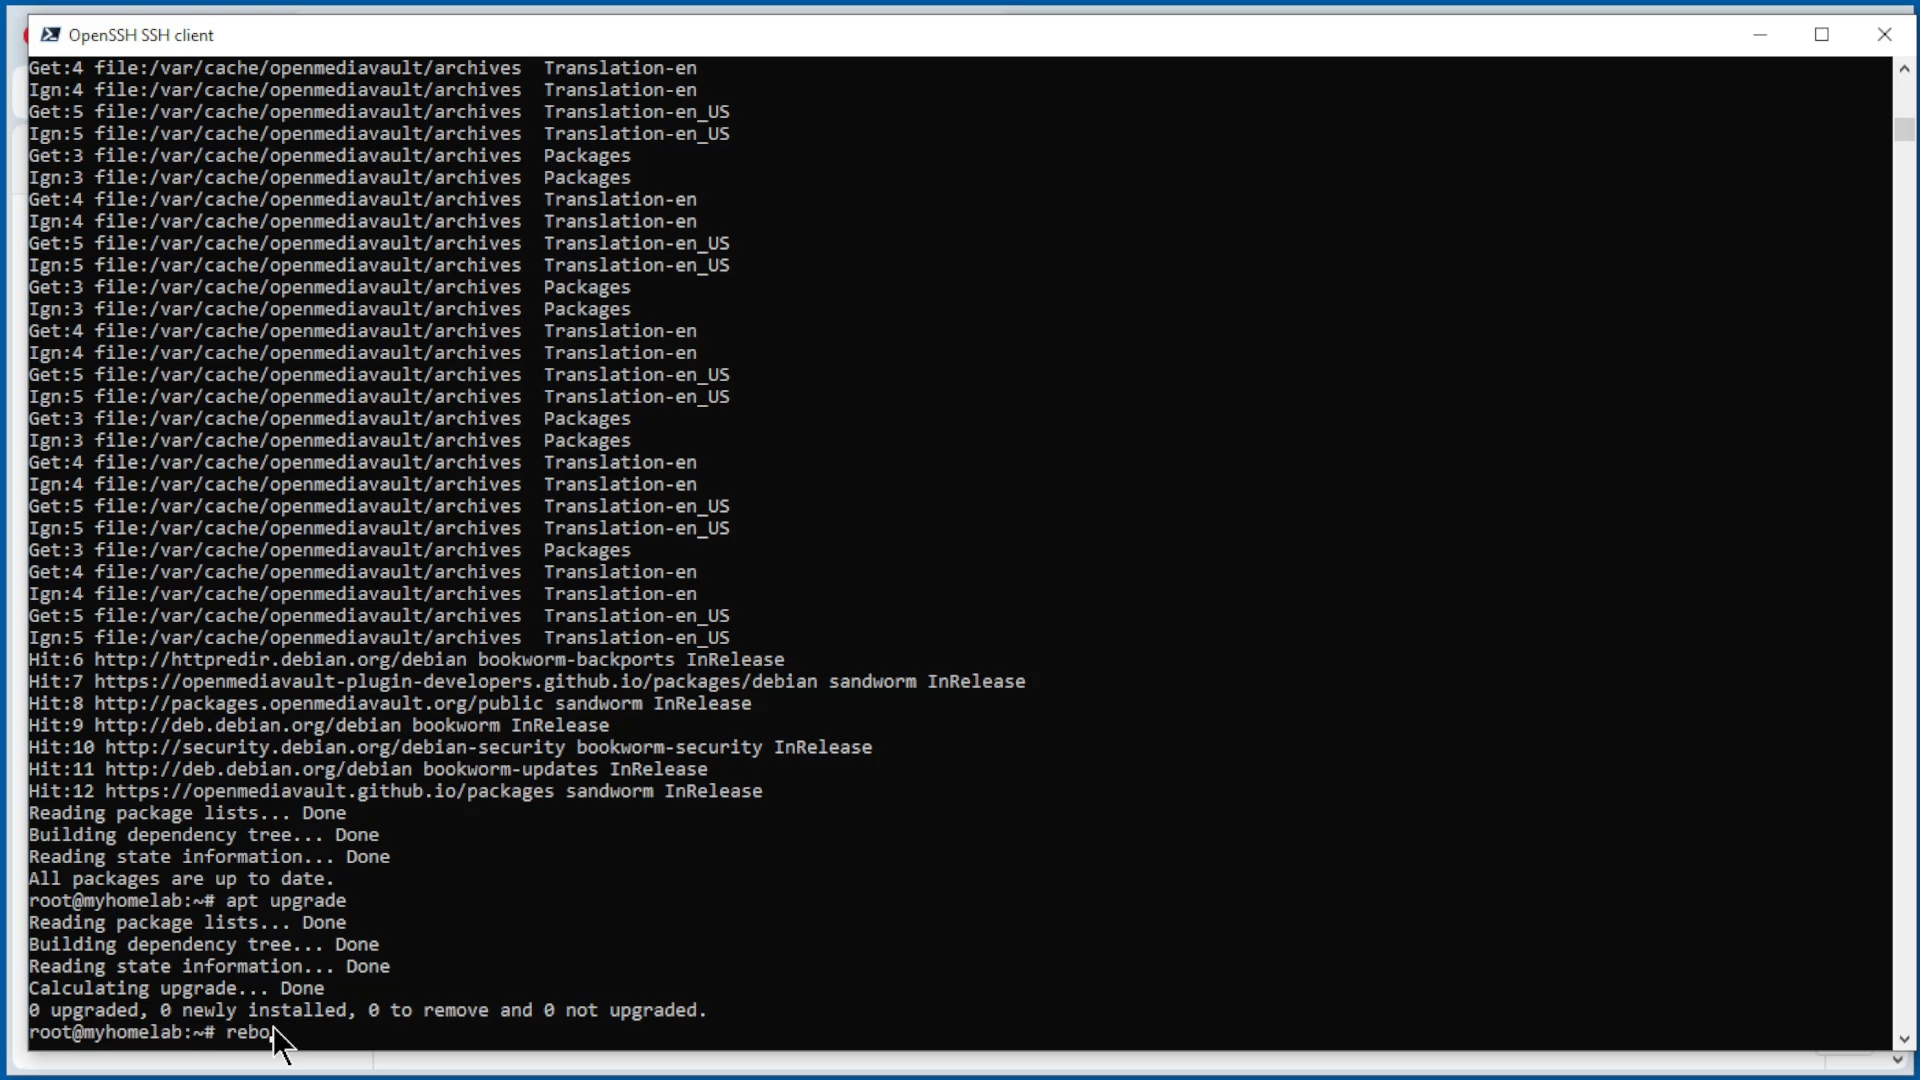 OpenSSH SSH client
Get:4 file:/var/cache/openmediavault/archives  Translation-en
Ign:4 file:/var/cache/openmediavault/archives  Translation-en
Get:5 file:/var/cache/openmediavault/archives  Translation-en_US
Ign:5 file:/var/cache/openmediavault/archives  Translation-en_US
Get:3 file:/var/cache/openmediavault/archives  Packages
Ign:3 file:/var/cache/openmediavault/archives  Packages
Get:4 file:/var/cache/openmediavault/archives  Translation-en
Ign:4 file:/var/cache/openmediavault/archives  Translation-en
Get:5 file:/var/cache/openmediavault/archives  Translation-en_US
Ign:5 file:/var/cache/openmediavault/archives  Translation-en_US
Get:3 file:/var/cache/openmediavault/archives  Packages
Ign:3 file:/var/cache/openmediavault/archives  Packages
Get:4 file:/var/cache/openmediavault/archives  Translation-en
Ign:4 file:/var/cache/openmediavault/archives  Translation-en
Get:5 file:/var/cache/openmediavault/archives  Translation-en_US
Ign:5 file:/var/cache/openmediavault/archives  Translation-en_US
Get:3 file:/var/cache/openmediavault/archives  Packages
Ign:3 file:/var/cache/openmediavault/archives  Packages
Get:4 file:/var/cache/openmediavault/archives  Translation-en
Ign:4 file:/var/cache/openmediavault/archives  Translation-en
Get:5 file:/var/cache/openmediavault/archives  Translation-en_US
Ign:5 file:/var/cache/openmediavault/archives  Translation-en_US
Get:3 file:/var/cache/openmediavault/archives  Packages
Get:4 file:/var/cache/openmediavault/archives  Translation-en
Ign:4 file:/var/cache/openmediavault/archives  Translation-en
Get:5 file:/var/cache/openmediavault/archives  Translation-en_US
Ign:5 file:/var/cache/openmediavault/archives  Translation-en_US
Hit:6 http://httpredir.debian.org/debian bookworm-backports InRelease
Hit:7 https://openmediavault-plugin-developers.github.io/packages/debian sandworm InRelease
Hit:8 http://packages.openmediavault.org/public sandworm InRelease
Hit:9 http://deb.debian.org/debian bookworm InRelease
Hit:10 http://security.debian.org/debian-security bookworm-security InRelease
Hit:11 http://deb.debian.org/debian bookworm-updates InRelease
Hit:12 https://openmediavault.github.io/packages sandworm InRelease
Reading package lists... Done
Building dependency tree... Done
Reading state information... Done
All packages are up to date.
root@myhomelab:~# apt upgrade
Reading package lists... Done
Building dependency tree... Done
Reading state information... Done
Calculating upgrade... Done
0 upgraded, 0 newly installed, 0 to remove and 0 not upgraded.
root@myhomelab:~# rebo